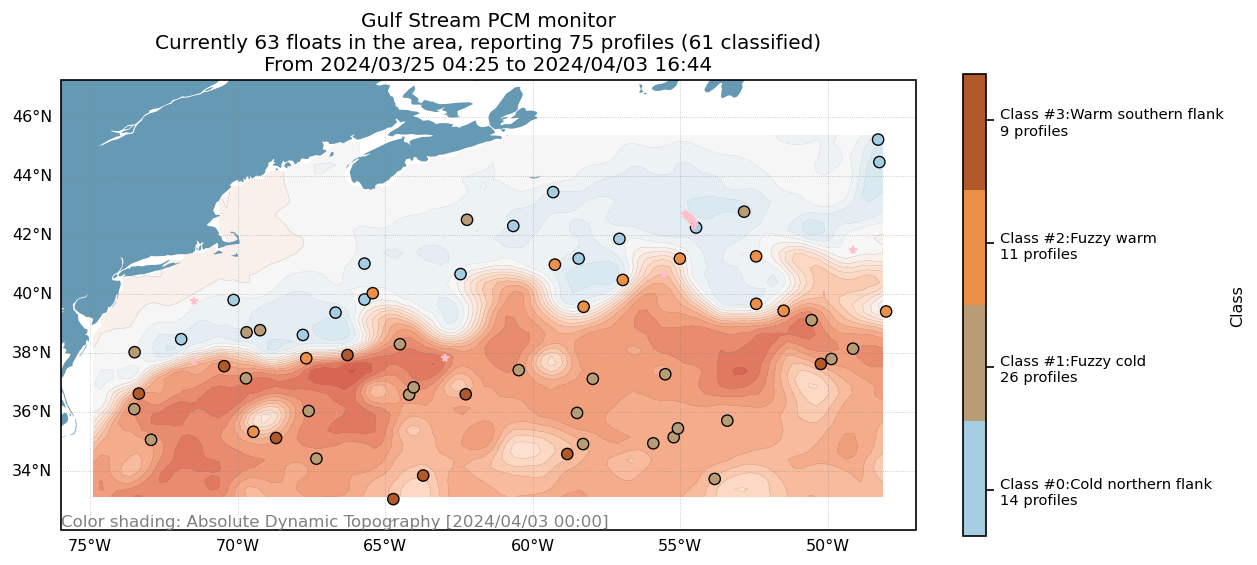 Gulf Stream PCM monitor
Currently 63 floats in the area, reporting 75 profiles (61 classified)
From 2024/03/25 04:25 to 2024/04/03 16:44
46°N
44°N
42°N
40°N
38°N
36°N
34°N
Color shading: Absolute Dynamic Topography [2024/04/03 00:00]
75°W
70°W
65°W
60°W
55°W
50°W
Class #3:Warm southern flank
9 profiles
Class #2:Fuzzy warm
11 profiles
Class #1:Fuzzy cold
26 profiles
Class #0:Cold northern flank
14 profiles
Class